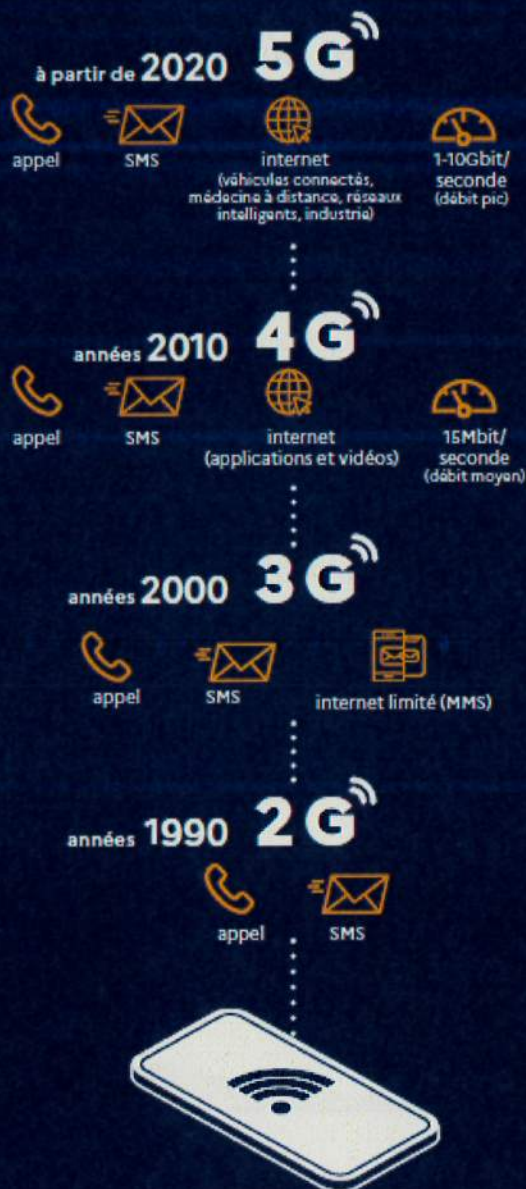 à partir de 2020 5G
appel
SMS
internet
(véhicules connectés,
médecine à distance, réseaux
intelligents, industrie)
1-10Gbit/
seconde
(débit pic)
années 2010 4G
appel
SMS
internet
(applications et vidéos)
15Mbit/
seconde
(débit moyen)
années 2000 3G
appel
SMS
internet limité (MMS)
années 1990 2G
appel
SMS